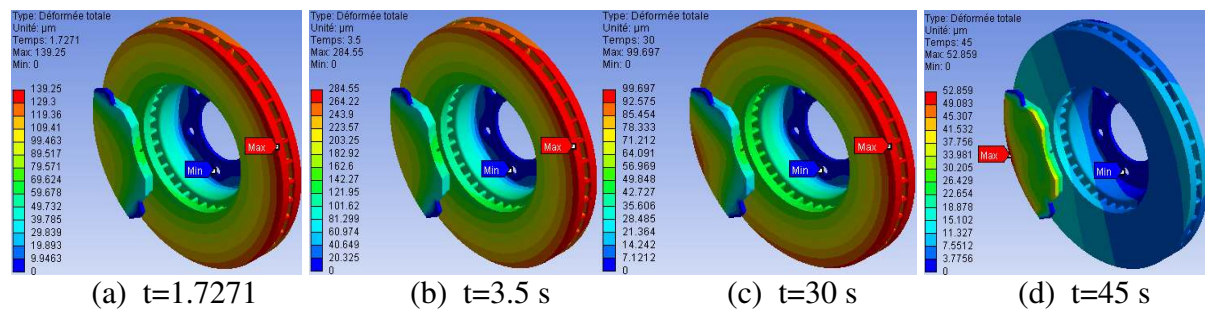 Type: Déformée totale
Unité: µm
Temps: 1.7271
Max: 139.25
Min: 0
139.25
129.3
119.36
109.41
99.463
89.517
79.571
69.624
59.678
49.732
39.785
29.839
19.893
9.9463
0
Max
Min
(a) t=1.7271
Type: Déformée totale
Unité: µm
Temps: 3.5
Max: 284.55
Min: 0
284.55
264.22
243.9
223.57
203.25
182.92
162.6
142.27
121.95
101.62
81.299
60.974
40.649
20.325
0
Max
Min
(b) t=3.5 s
Type: Déformée totale
Unité: µm
Temps: 30
Max: 99.697
Min: 0
99.697
92.575
85.454
78.333
71.212
64.091
56.969
49.848
42.727
35.606
28.485
21.364
14.242
7.1212
0
Max
Min
(c) t=30 s
Type: Déformée totale
Unité: µm
Temps: 45
Max: 52.859
Min: 0
52.859
49.083
45.307
41.532
37.756
33.981
30.205
26.429
22.654
18.878
15.102
11.327
7.5512
3.7756
0
Max
Min
(d) t=45 s